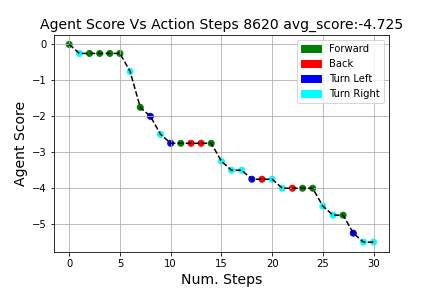 Agent Score Vs Action Steps 8620 avg_score:-4.725
Agent Score
0
−1
−2
−3
−4
−5
Forward
Back
Turn Left
Turn Right
0 5 10 15 20 25 30
Num. Steps